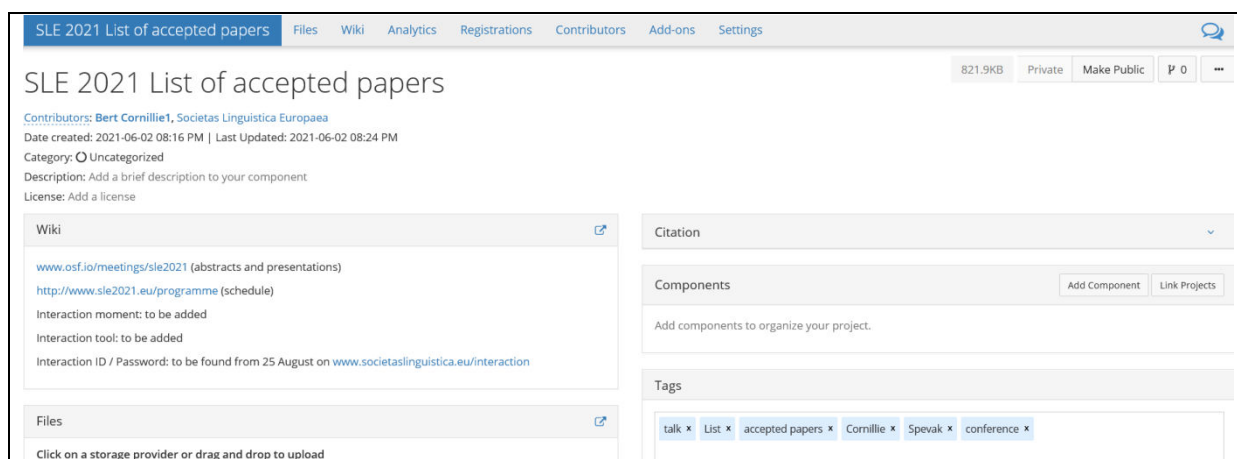 SLE 2021 List of accepted papers Files Wiki Analytics Registrations Contributors Add-ons Settings
821.9KB Private Make Public 0
SLE 2021 List of accepted papers
Contributors: Bert Cornillie1, Societas Linguistica Europaea
Date created: 2021-06-02 08:16 PM | Last Updated: 2021-06-02 08:24 PM
Category: Uncategorized
Description: Add a brief description to your component
License: Add a license
Wiki
www.osf.io/meetings/sle2021 (abstracts and presentations)
http://www.sle2021.eu/programme (schedule)
Interaction moment: to be added
Interaction tool: to be added
Interaction ID / Password: to be found from 25 August on www.societaslinguistica.eu/interaction
Files
Click on a storage provider or drag and drop to upload
Citation
Components Add Component Link Projects
Add components to organize your project.
Tags
talk x List x accepted papers x Cornillie x Spevak x conference x